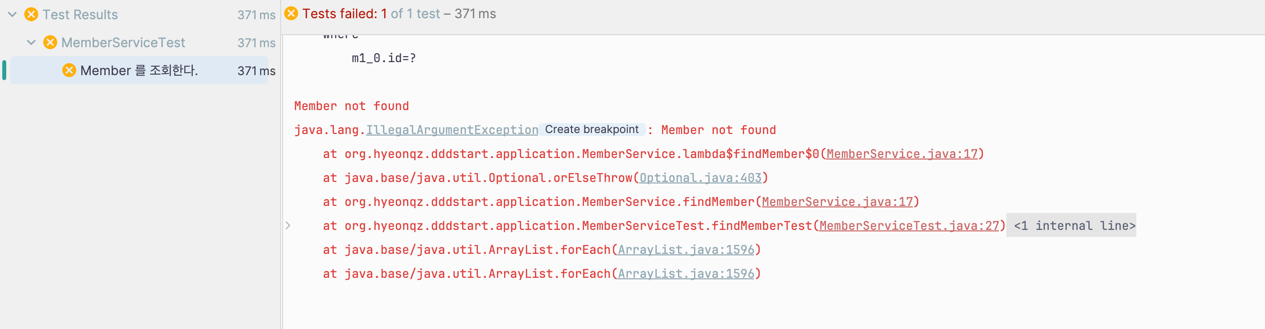 Test Results 371 ms
MemberServiceTest 371 ms
Member 를 조회한다. 371 ms
Tests failed: 1 of 1 test – 371 ms
where
m1_0.id=?
Member not found
java.lang.IllegalArgumentException Create breakpoint : Member not found
at org.hyeonqz.dddstart.application.MemberService.lambda$findMember$0(MemberService.java:17)
at java.base/java.util.Optional.orElseThrow(Optional.java:403)
at org.hyeonqz.dddstart.application.MemberService.findMember(MemberService.java:17)
at org.hyeonqz.dddstart.application.MemberServiceTest.findMemberTest(MemberServiceTest.java:27) <1 internal line>
at java.base/java.util.ArrayList.forEach(ArrayList.java:1596)
at java.base/java.util.ArrayList.forEach(ArrayList.java:1596)